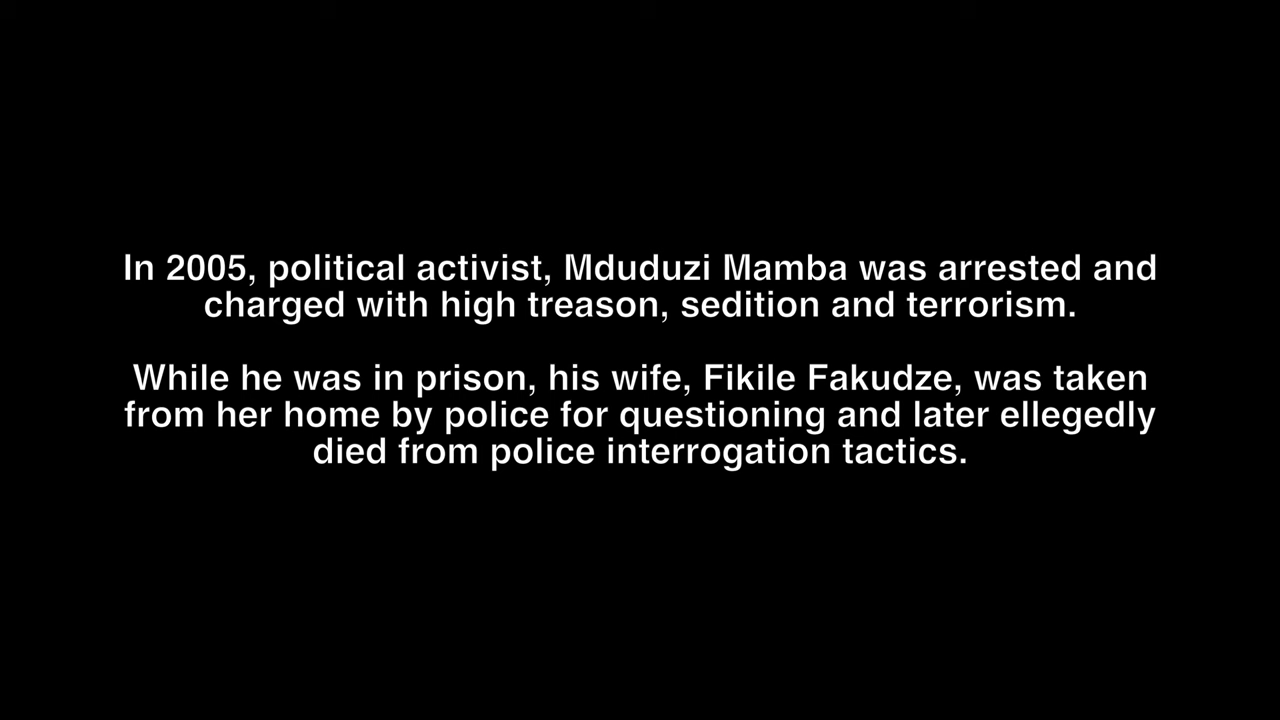 In 2005, political activist, Mduduzi Mamba was arrested and
charged with high treason, sedition and terrorism.
While he was in prison, his wife, Fikile Fakudze, was taken
from her home by police for questioning and later ellegedly
died from police interrogation tactics.